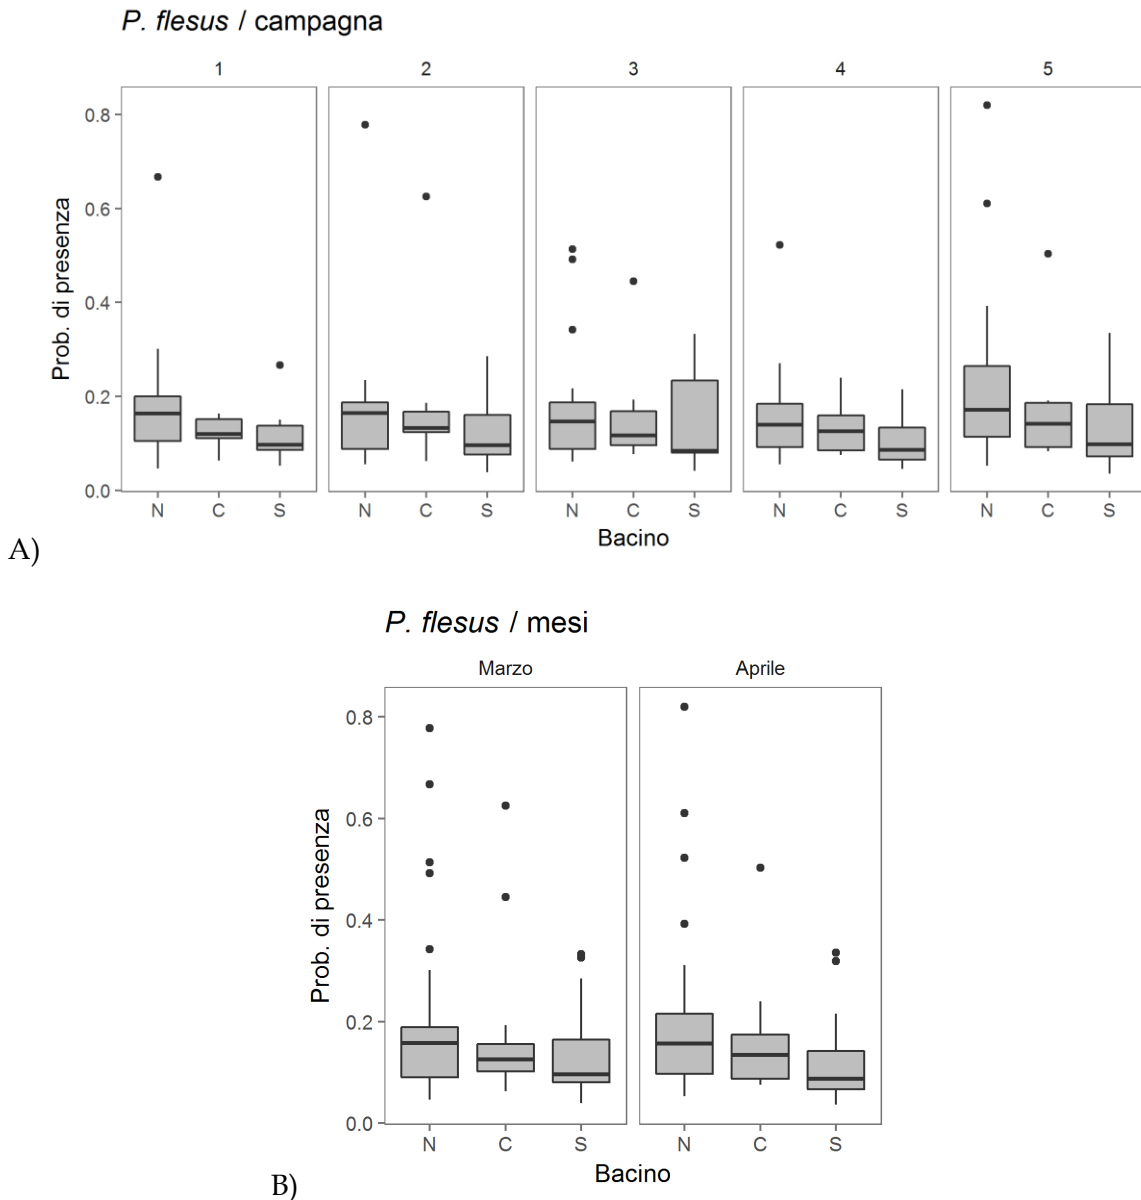 P. flesus / campagna
1 2 3 4 5
0.8
0.6
0.4
0.2
0.0
Prob. di presenza
N C S N C S N C S N C S N C S
Bacino
A)
P. flesus / mesi
Marzo Aprile
0.8
0.6
0.4
0.2
0.0
Prob. di presenza
N C S N C S
Bacino
B)